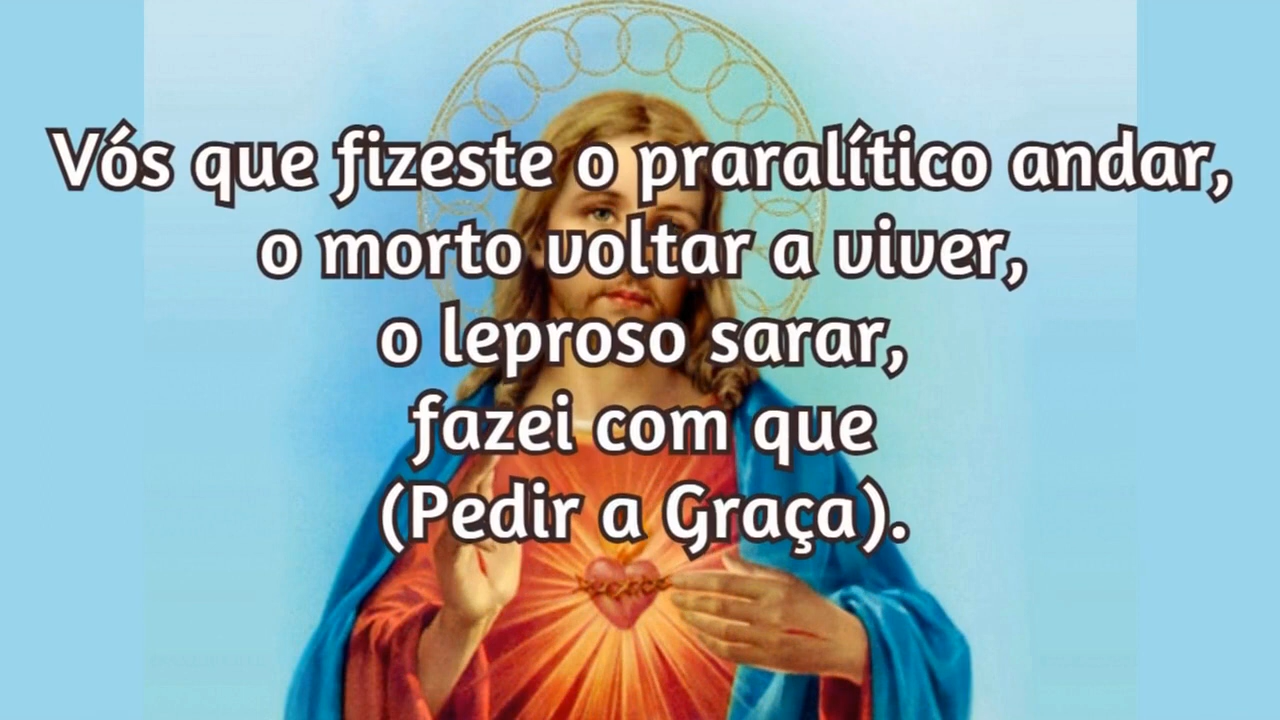 Vós que fizeste o praralítico andar,
o morto voltar a viver,
o leproso sarar,
fazei com que
(Pedir a Graça).